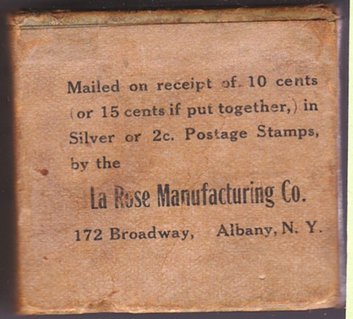 Mailed on receipt of 10 cents
(or 15 cents if put together,) in
Silver or 2c. Postage Stamps,
by the
La Rose Manufacturing Co.
172 Broadway, Albany, N. Y.